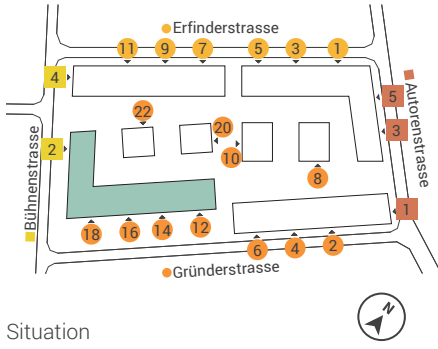 Erfinderstrasse
11 9 7 5 3 1
4
5
Autorenstrasse
22
20
3
2
10
8
Bühnenstrasse
1
18 16 14 12
6 4 2
Gründerstrasse
Situation
N